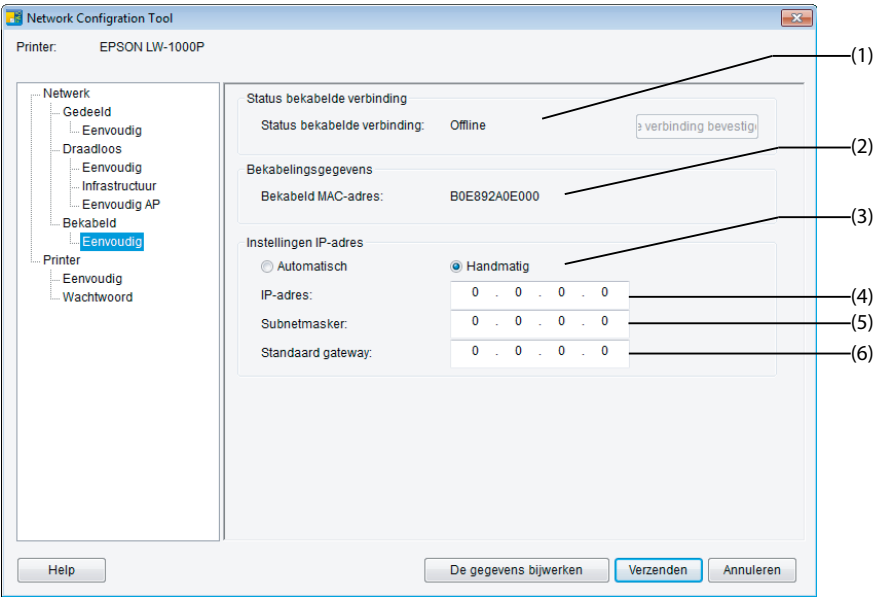 Network Configration Tool
Printer: EPSON LW-1000P
Netwerk
Gedeeld
Eenvoudig
Draadloos
Eenvoudig
Infrastructuur
Eenvoudig AP
Bekabeld
Eenvoudig
Printer
Eenvoudig
Wachtwoord
Status bekabelde verbinding
Status bekabelde verbinding: Offline verbinding bevestig
(1)
Bekabelingsgegevens
(2)
Bekabeld MAC-adres: B0E892A0E000
(3)
Instellingen IP-adres
Automatisch Handmatig
IP-adres: 0 . 0 . 0 . 0 (4)
Subnetmasker: 0 . 0 . 0 . 0 (5)
Standaard gateway: 0 . 0 . 0 . 0 (6)
Help De gegevens bijwerken Verzenden Annuleren